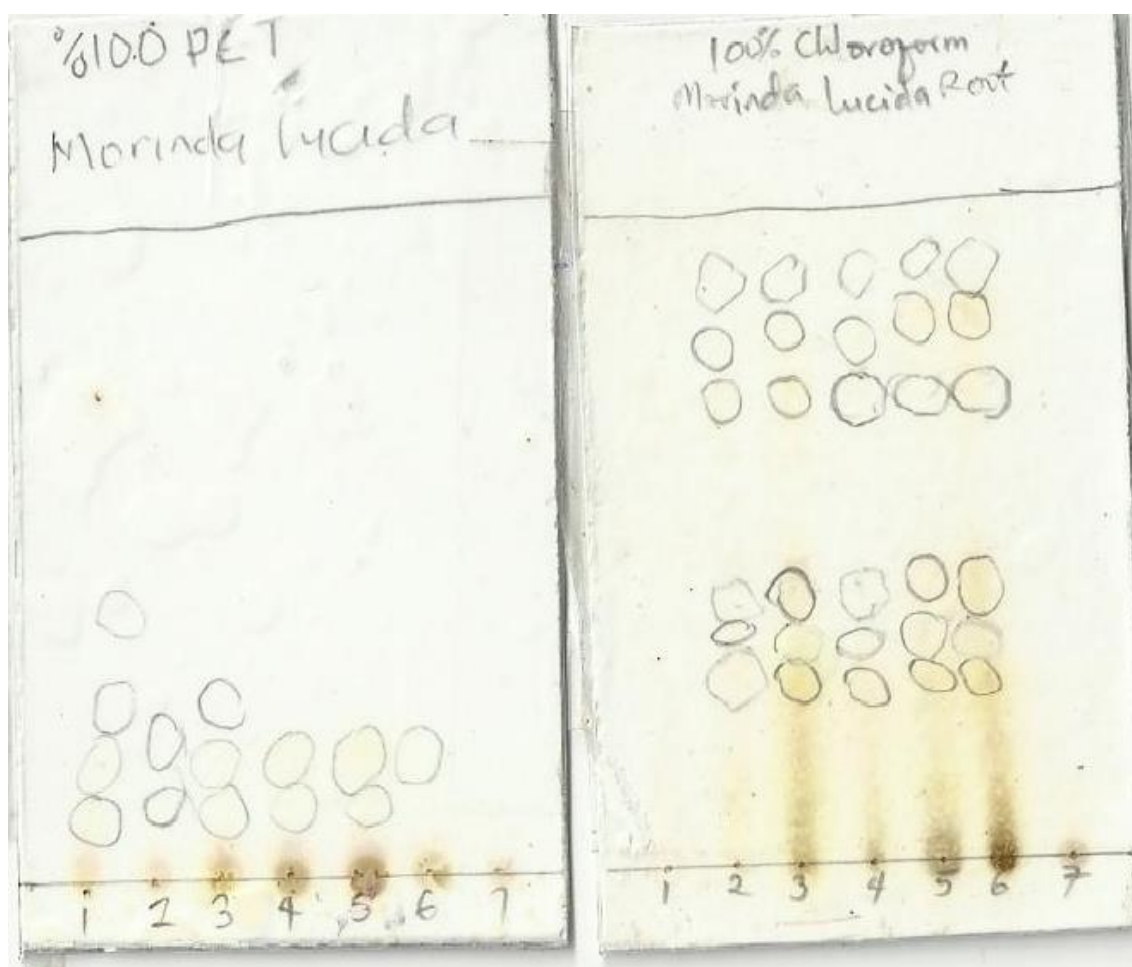 %100 PET
Morinda lucida
1 2 3 4 5 6 7
100% Chloroform
Morinda Lucida Root
1 2 3 4 5 6 7